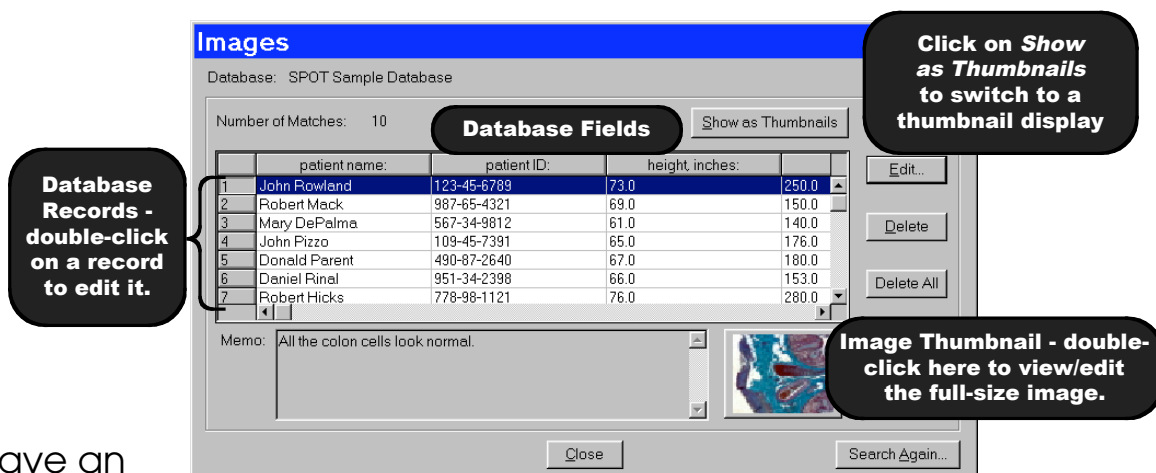 Images
Database: SPOT Sample Database
Number of Matches: 10
Database Fields
Show as Thumbnails
Click on Show
as Thumbnails
to switch to a
thumbnail display
patient name: patient ID: height, inches:
1 John Rowland 123-45-6789 73.0 250.0
2 Robert Mack 987-65-4321 69.0 150.0
3 Mary DePalma 567-34-9812 61.0 140.0
4 John Pizzo 109-45-7391 65.0 176.0
5 Donald Parent 490-87-2640 67.0 180.0
6 Daniel Rinal 951-34-2398 66.0 153.0
7 Robert Hicks 778-98-1121 76.0 280.0
Database
Records -
double-click
on a record
to edit it.
Edit...
Delete
Delete All
Memo: All the colon cells look normal.
Image Thumbnail - double-
click here to view/edit
the full-size image.
Close
Search Again...
ave an